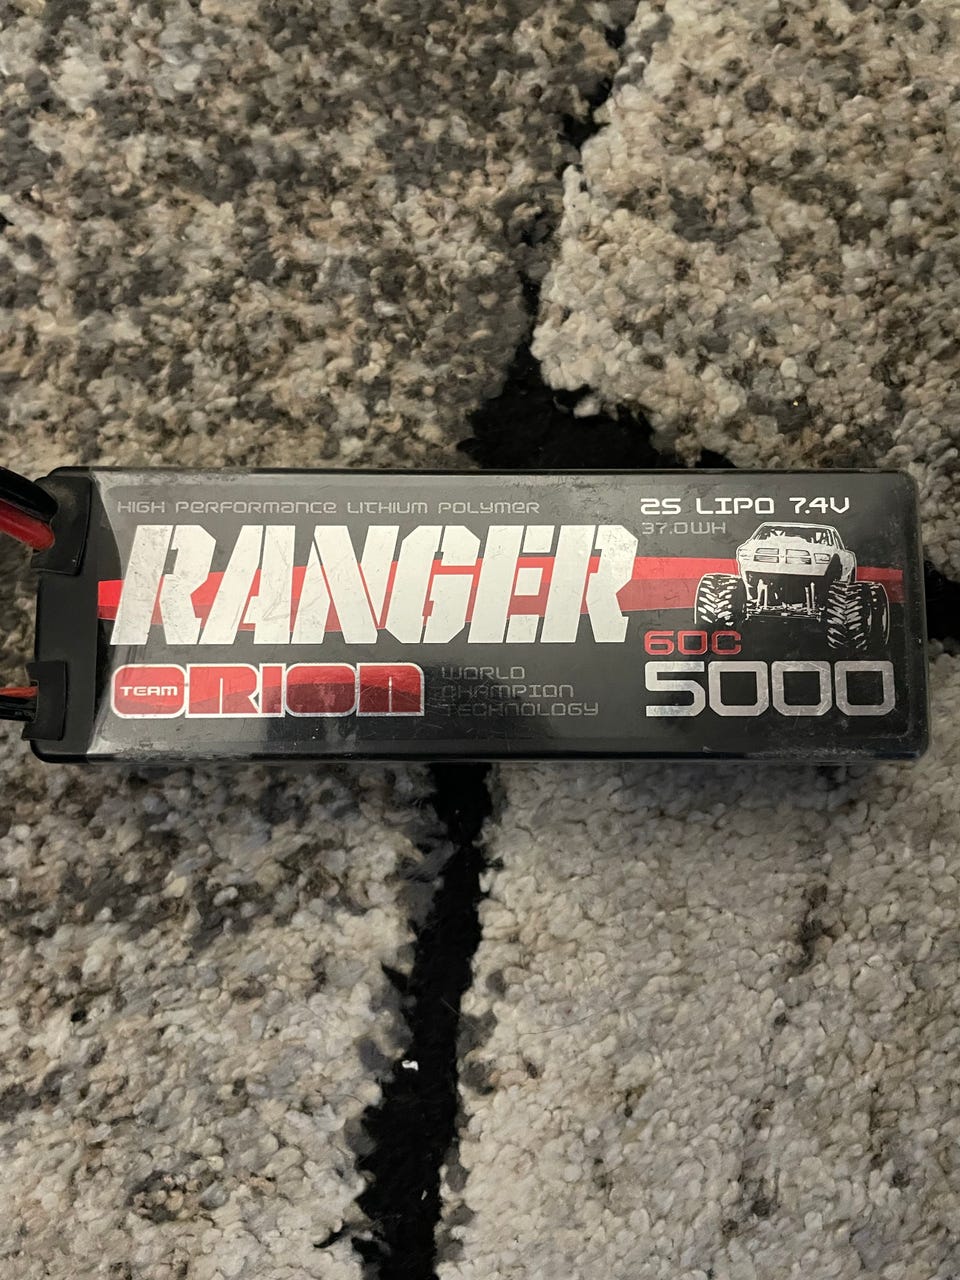 HIGH PERFORMANCE LITHIUM POLYMER
RANGER
TEAM ORION
WORLD
CHAMPION
TECHNOLOGY
2S LIPO 7.4V
37.0WH
60C
5000